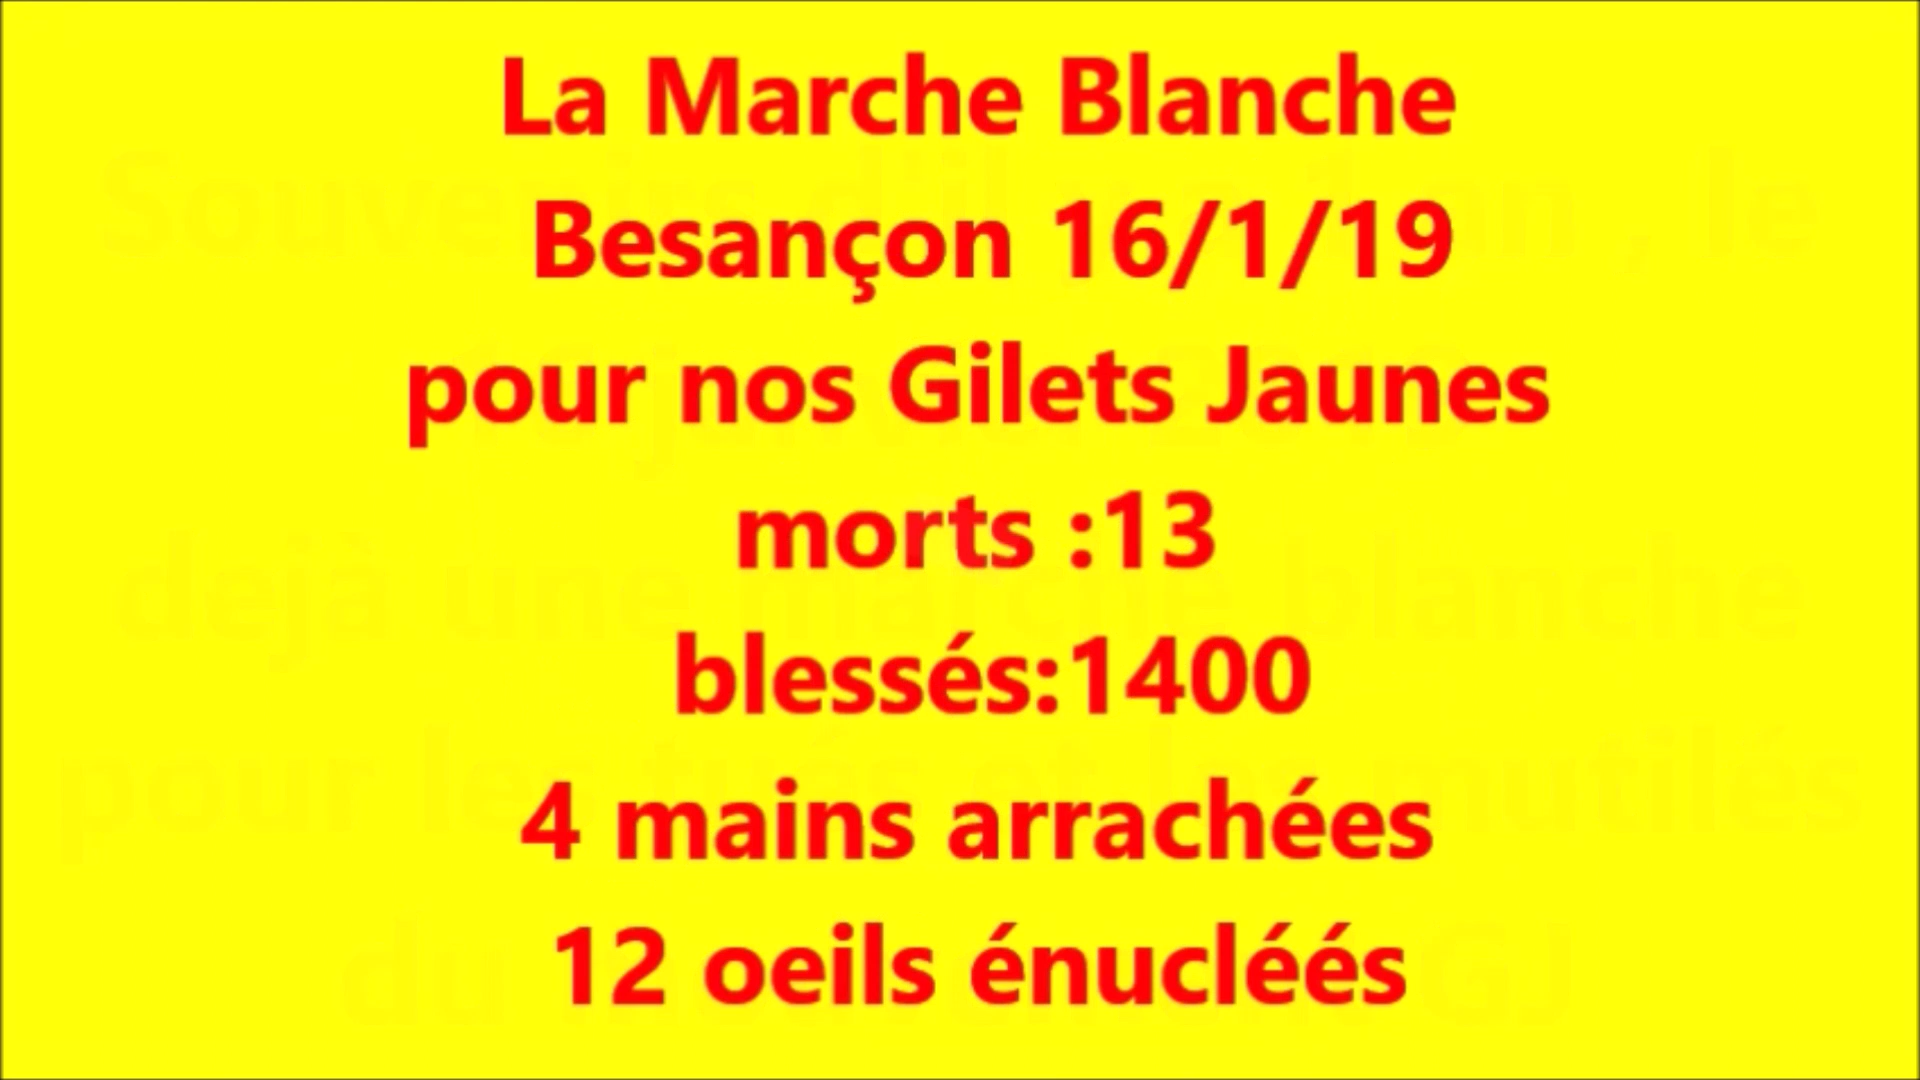 La Marche Blanche
Besançon 16/1/19
pour nos Gilets Jaunes
morts :13
blessés:1400
4 mains arrachées
12 oeils énucléés